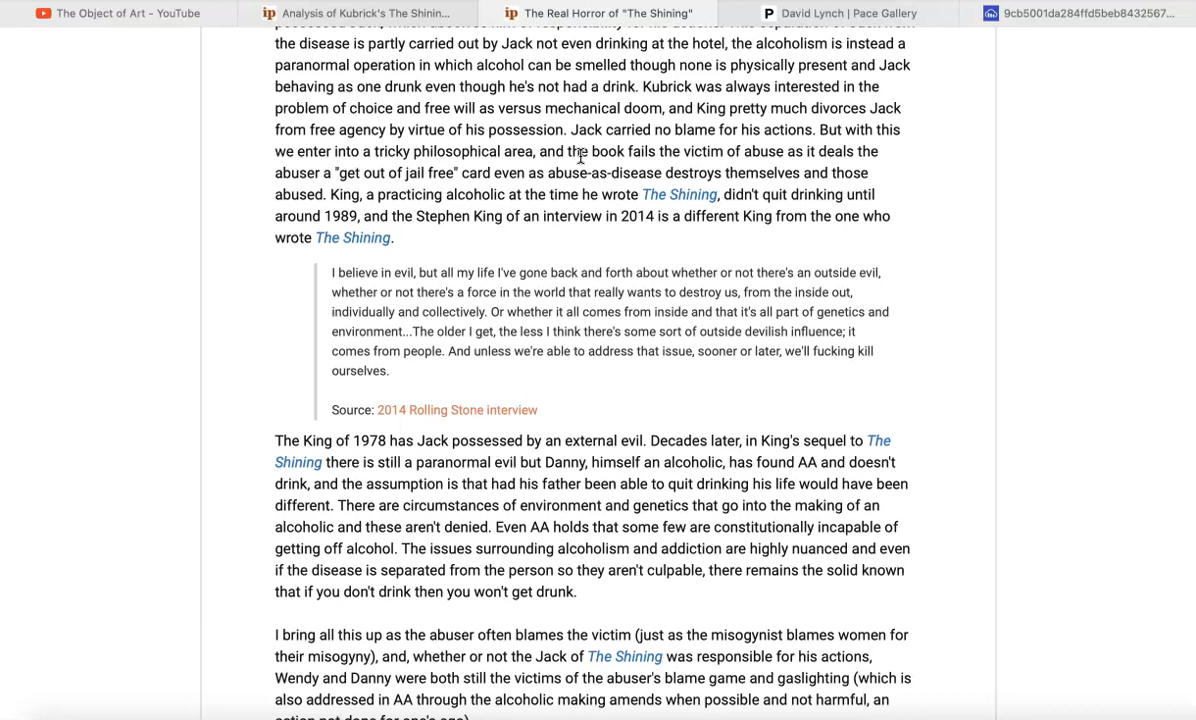 The Object of Art - YouTube
ip Analysis of Kubrick's The Shinin...
ip The Real Horror of "The Shining"
P David Lynch | Pace Gallery
9cb5001da284ffd5beb8432567...
the disease is partly carried out by Jack not even drinking at the hotel, the alcoholism is instead a
paranormal operation in which alcohol can be smelled though none is physically present and Jack
behaving as one drunk even though he's not had a drink. Kubrick was always interested in the
problem of choice and free will as versus mechanical doom, and King pretty much divorces Jack
from free agency by virtue of his possession. Jack carried no blame for his actions. But with this
we enter into a tricky philosophical area, and the book fails the victim of abuse as it deals the
abuser a "get out of jail free" card even as abuse-as-disease destroys themselves and those
abused. King, a practicing alcoholic at the time he wrote The Shining, didn't quit drinking until
around 1989, and the Stephen King of an interview in 2014 is a different King from the one who
wrote The Shining.
I believe in evil, but all my life I've gone back and forth about whether or not there's an outside evil,
whether or not there's a force in the world that really wants to destroy us, from the inside out,
individually and collectively. Or whether it all comes from inside and that it's all part of genetics and
environment...The older I get, the less I think there's some sort of outside devilish influence; it
comes from people. And unless we're able to address that issue, sooner or later, we'll fucking kill
ourselves.
Source: 2014 Rolling Stone interview
The King of 1978 has Jack possessed by an external evil. Decades later, in King's sequel to The
Shining there is still a paranormal evil but Danny, himself an alcoholic, has found AA and doesn't
drink, and the assumption is that had his father been able to quit drinking his life would have been
different. There are circumstances of environment and genetics that go into the making of an
alcoholic and these aren't denied. Even AA holds that some few are constitutionally incapable of
getting off alcohol. The issues surrounding alcoholism and addiction are highly nuanced and even
if the disease is separated from the person so they aren't culpable, there remains the solid known
that if you don't drink then you won't get drunk.
I bring all this up as the abuser often blames the victim (just as the misogynist blames women for
their misogyny), and, whether or not the Jack of The Shining was responsible for his actions,
Wendy and Danny were both still the victims of the abuser's blame game and gaslighting (which is
also addressed in AA through the alcoholic making amends when possible and not harmful, an